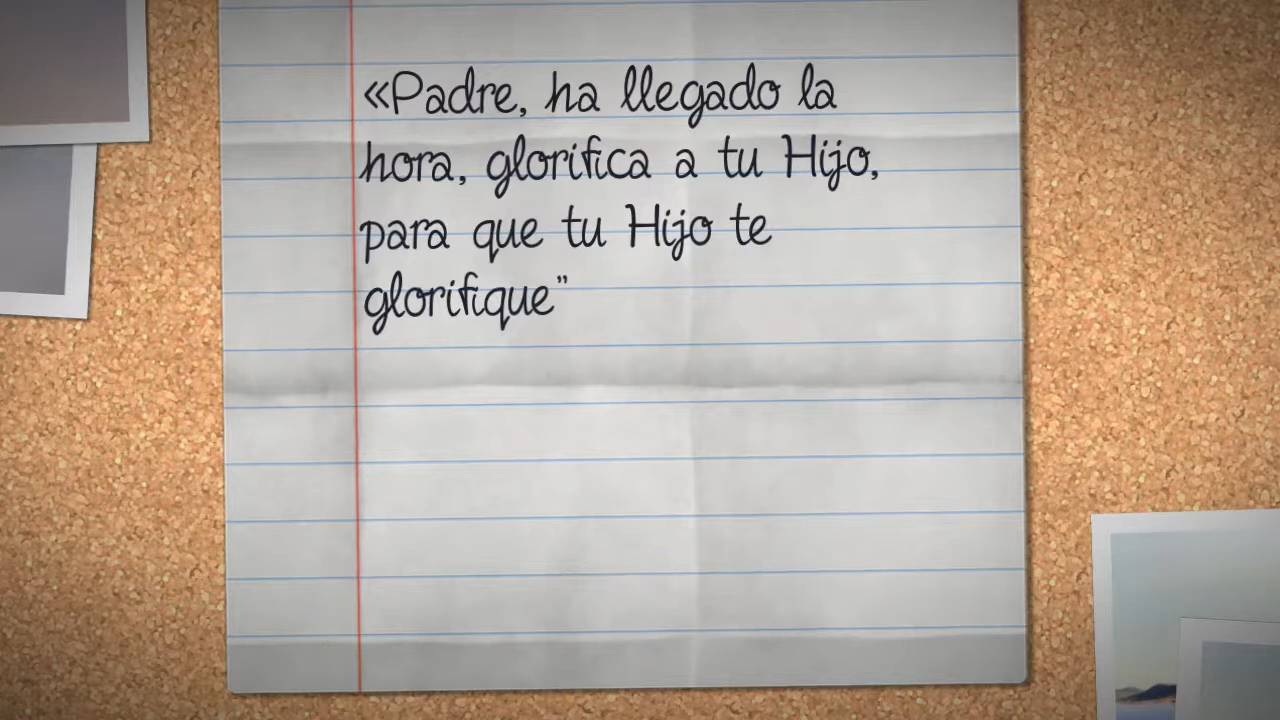 «Padre, ha llegado la
hora, glorifica a tu Hijo,
para que tu Hijo te
glorifique”